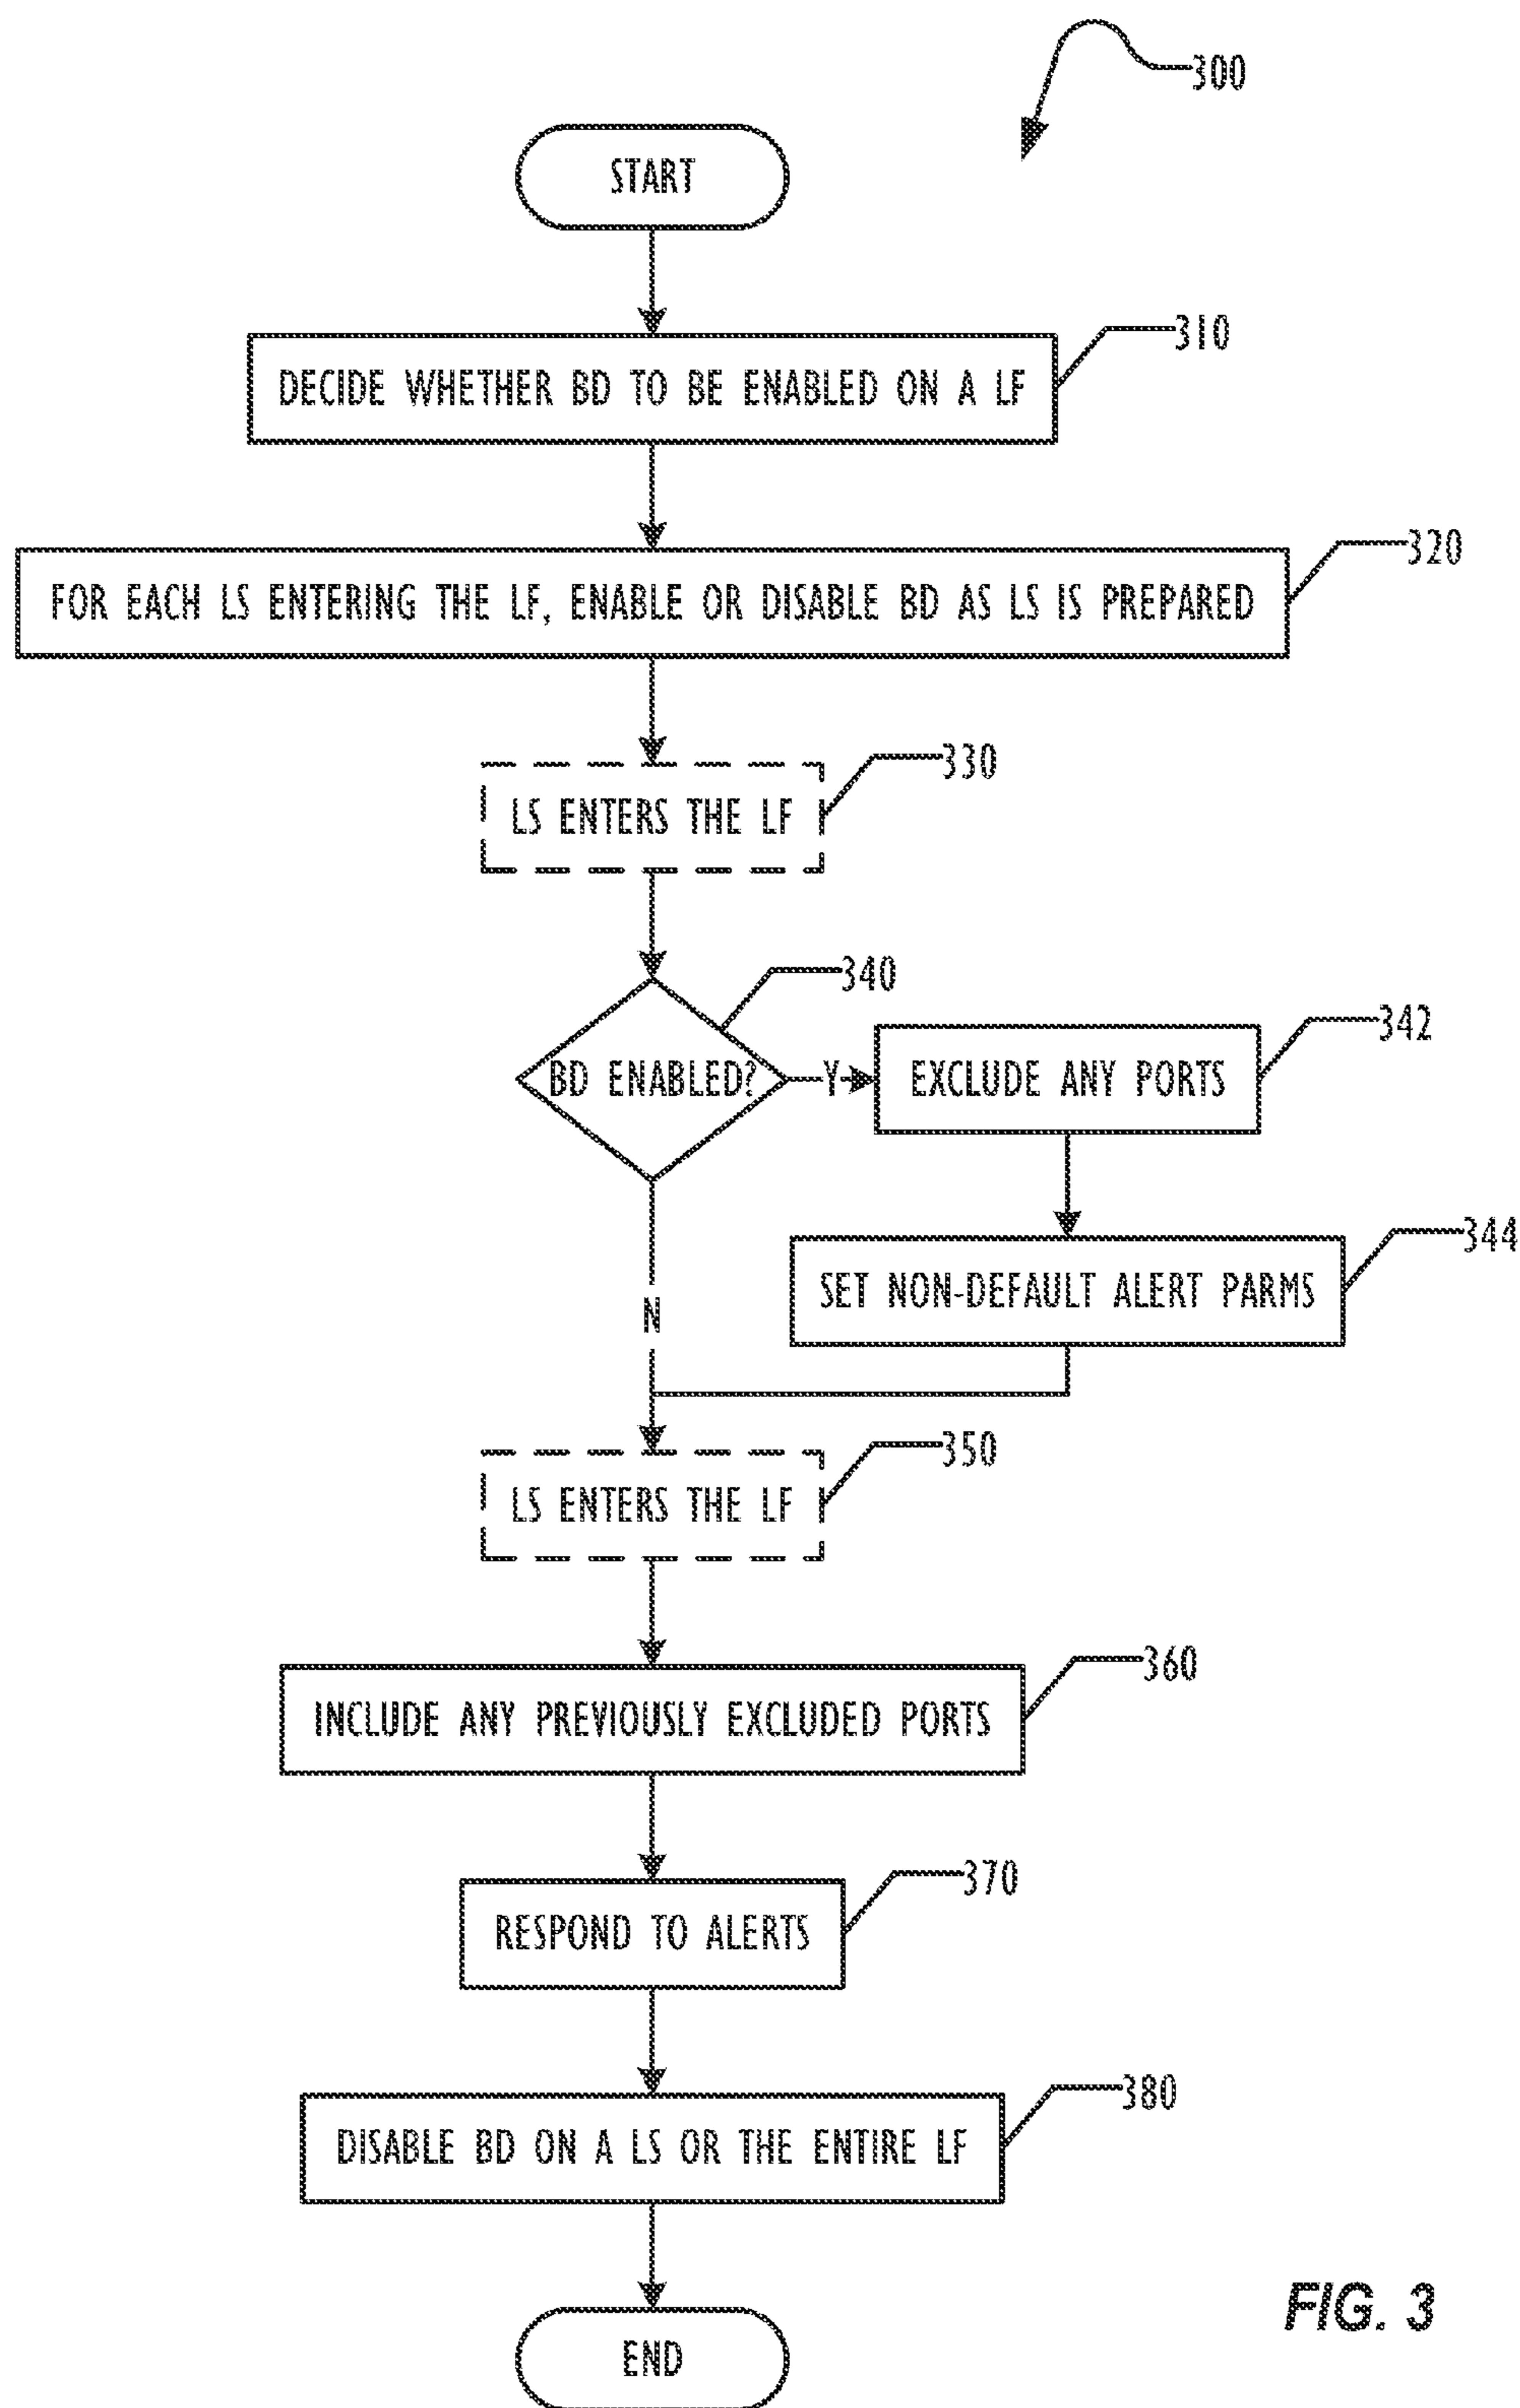 300
START
310
DECIDE WHETHER BD TO BE ENABLED ON A LF
320
FOR EACH LS ENTERING THE LF, ENABLE OR DISABLE BD AS LS IS PREPARED
330
LS ENTERS THE LF
340
BD ENABLED?
Y
342
EXCLUDE ANY PORTS
344
SET NON-DEFAULT ALERT PARMS
N
350
LS ENTERS THE LF
360
INCLUDE ANY PREVIOUSLY EXCLUDED PORTS
370
RESPOND TO ALERTS
380
DISABLE BD ON A LS OR THE ENTIRE LF
END
FIG. 3